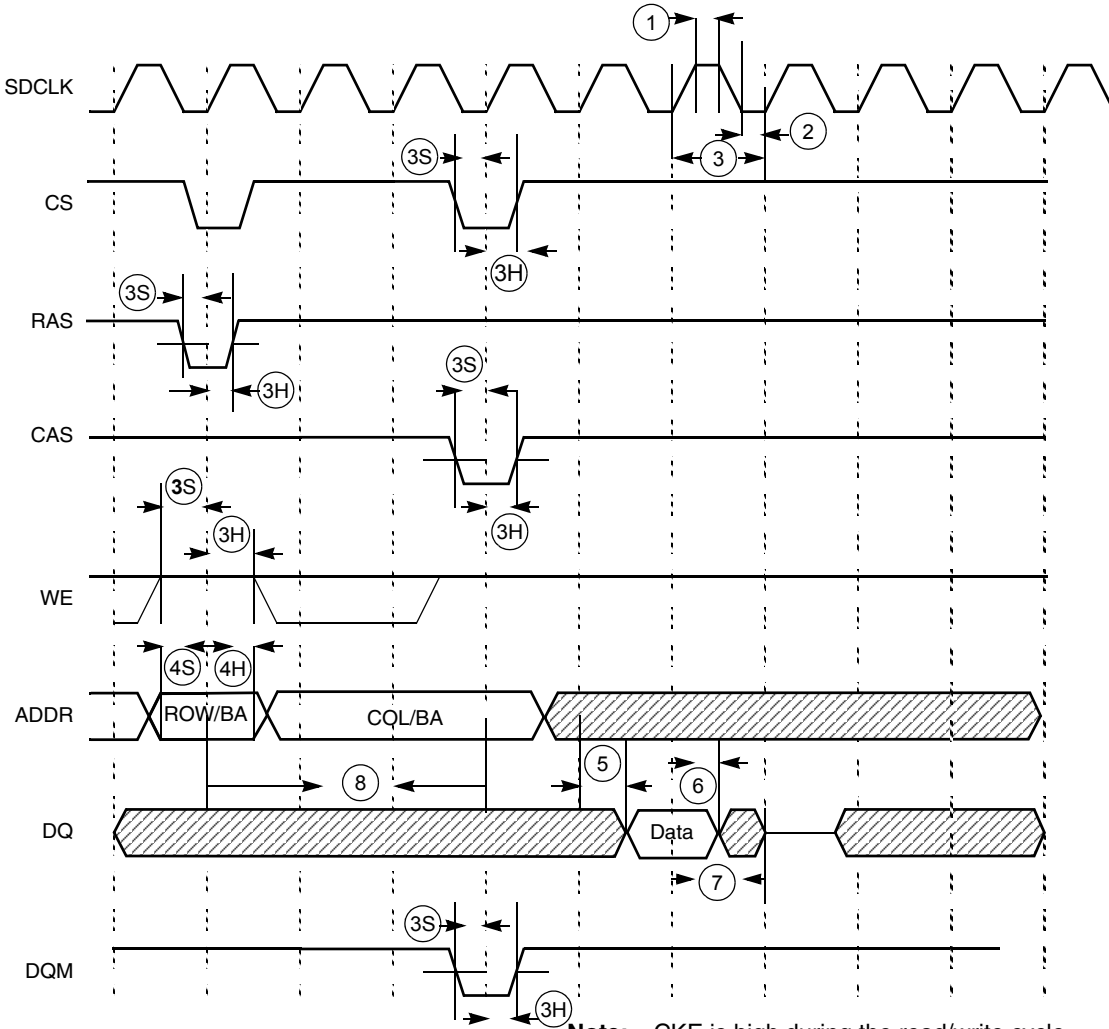 1
SDCLK
2
3S
3
CS
3H
3S
RAS
3S
3H
CAS
3S
3H
3H
WE
4S
4H
ADDR
ROW/BA
COL/BA
5
8
6
DQ
Data
7
3S
DQM
3H
Note: CKE is high during the read/write cycle